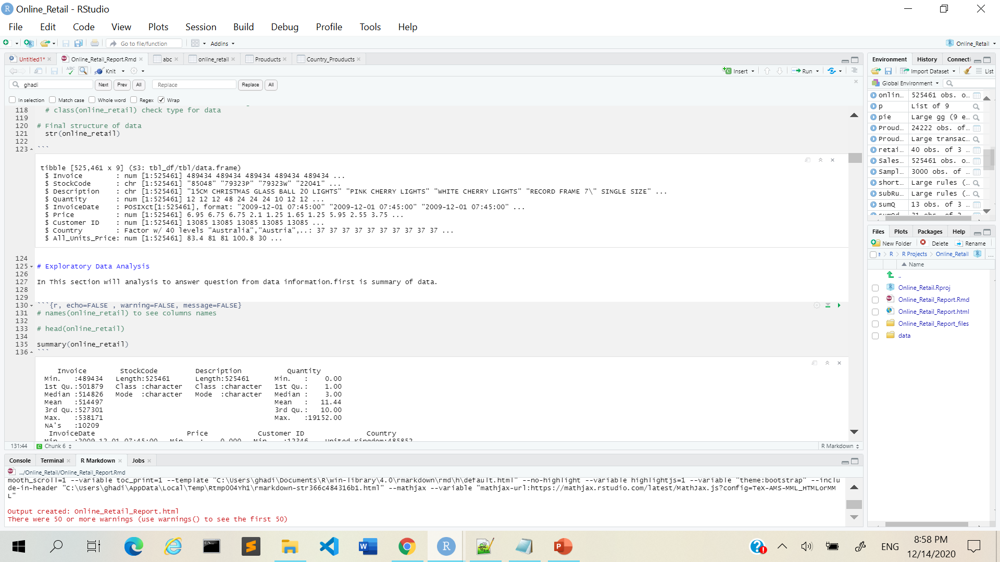 Online_Retail - RStudio
File Edit Code View Plots Session Build Debug Profile Tools Help
Go to file/function Addins Online_Retail
Untitled1* Online_Retail_Report.Rmd abc online_retail Prouducts Country_Prouducts
ABC Knit Insert Run
ghadi Next Prev All Replace Replace All
In selection Match case Whole word Regex Wrap
118 # class(online_retail) check type for data
119
120 # Final structure of data
121 str(online_retail)
122
123 ```
tibble [525,461 x 9] (S3: tbl_df/tbl/data.frame)
$ Invoice : num [1:525461] 489434 489434 489434 489434 489434 ...
$ StockCode : chr [1:525461] "85048" "79323P" "79323W" "22041" ...
$ Description : chr [1:525461] "15CM CHRISTMAS GLASS BALL 20 LIGHTS" "PINK CHERRY LIGHTS" "WHITE CHERRY LIGHTS" "RECORD FRAME 7\" SINGLE SIZE" ...
$ Quantity : num [1:525461] 12 12 12 48 24 24 24 10 12 12 ...
$ InvoiceDate : POSIXct[1:525461], format: "2009-12-01 07:45:00" "2009-12-01 07:45:00" "2009-12-01 07:45:00" ...
$ Price : num [1:525461] 6.95 6.75 6.75 2.1 1.25 1.65 1.25 5.95 2.55 3.75 ...
$ Customer ID : num [1:525461] 13085 13085 13085 13085 13085 ...
$ Country : Factor w/ 40 levels "Australia","Austria",..: 37 37 37 37 37 37 37 37 37 37 ...
$ All_Units_Price: num [1:525461] 83.4 81 81 100.8 30 ...
124
125 # Exploratory Data Analysis
126
127 In This section will analysis to answer question from data information.first is summary of data.
128
129
130 ```{r, echo=FALSE , warning=FALSE, message=FALSE}
131 # names(online_retail) to see columns names
132
133 # head(online_retail)
134
135 summary(online_retail)
136 ```
Invoice StockCode Description Quantity
Min. :489434 Length:525461 Length:525461 Min. : 0.00
1st Qu.:501879 Class :character Class :character 1st Qu.: 1.00
Median :514826 Mode :character Mode :character Median : 3.00
Mean :514497 Mean : 11.44
3rd Qu.:527301 3rd Qu.: 10.00
Max. :538171 Max. :19152.00
NA's :10209
InvoiceDate Price Customer ID Country
Min. :2009-12-01 07:45:00 Min. : 0.000 Min. :12346 United Kingdom:485852
131:44 Chunk 6 R Markdown
Console Terminal R Markdown Jobs
.../Online_Retail/Online_Retail_Report.Rmd
mooth_scroll=1 --variable toc_print=1 --template "C:\Users\ghadi\Documents\R\win-library\4.0\rmarkdown\rmd\h\default.html" --no-highlight --variable highlightjs=1 --variable "theme:bootstrap" --inclu
de-in-header "C:\Users\ghadi\AppData\Local\Temp\RtmpO04Yh1\rmarkdown-str366c484316b1.html" --mathjax --variable "mathjax-url:https://mathjax.rstudio.com/latest/MathJax.js?config=TeX-AMS-MML_HTMLorMM
L"
Output created: Online_Retail_Report.html
There were 50 or more warnings (use warnings() to see the first 50)
Environment History Connecti
Import Dataset List
Global Environment
onlin... 525461 obs. o...
p List of 9
pie Large gg (9 e...
Proud... 24222 obs. of...
Proud... Large transac...
retai... 40 obs. of 3 ...
Sales... 525461 obs. o...
Sampl... 3000 obs. of ...
short... Large rules (...
subRu... Large rules (...
sumQ 13 obs. of 3 ...
Files Plots Packages Help
New Folder Delete Rename
e R R Projects Online_Retail ...
Name
..
Online_Retail.Rproj
Online_Retail_Report.Rmd
Online_Retail_Report.html
Online_Retail_Report_files
data
ENG
8:58 PM
12/14/2020